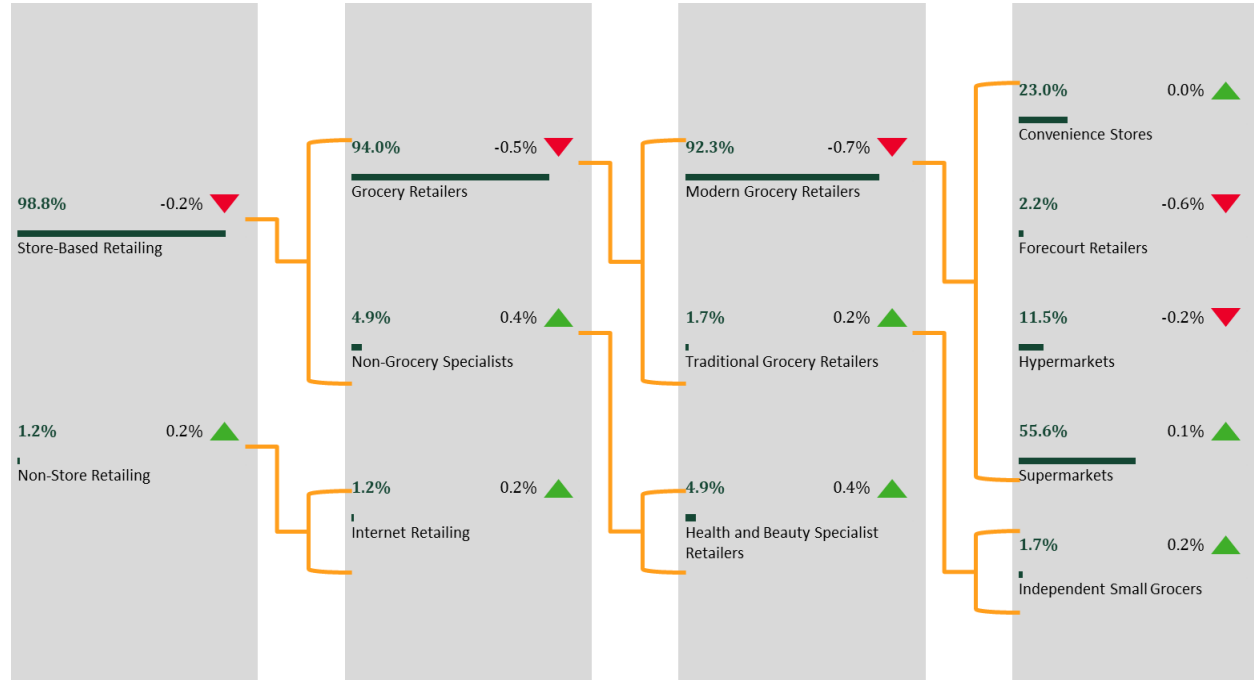 98.8% -0.2%
Store-Based Retailing
1.2% 0.2%
Non-Store Retailing
94.0% -0.5%
Grocery Retailers
4.9% 0.4%
Non-Grocery Specialists
1.2% 0.2%
Internet Retailing
92.3% -0.7%
Modern Grocery Retailers
1.7% 0.2%
Traditional Grocery Retailers
4.9% 0.4%
Health and Beauty Specialist
Retailers
23.0% 0.0%
Convenience Stores
2.2% -0.6%
Forecourt Retailers
11.5% -0.2%
Hypermarkets
55.6% 0.1%
Supermarkets
1.7% 0.2%
Independent Small Grocers